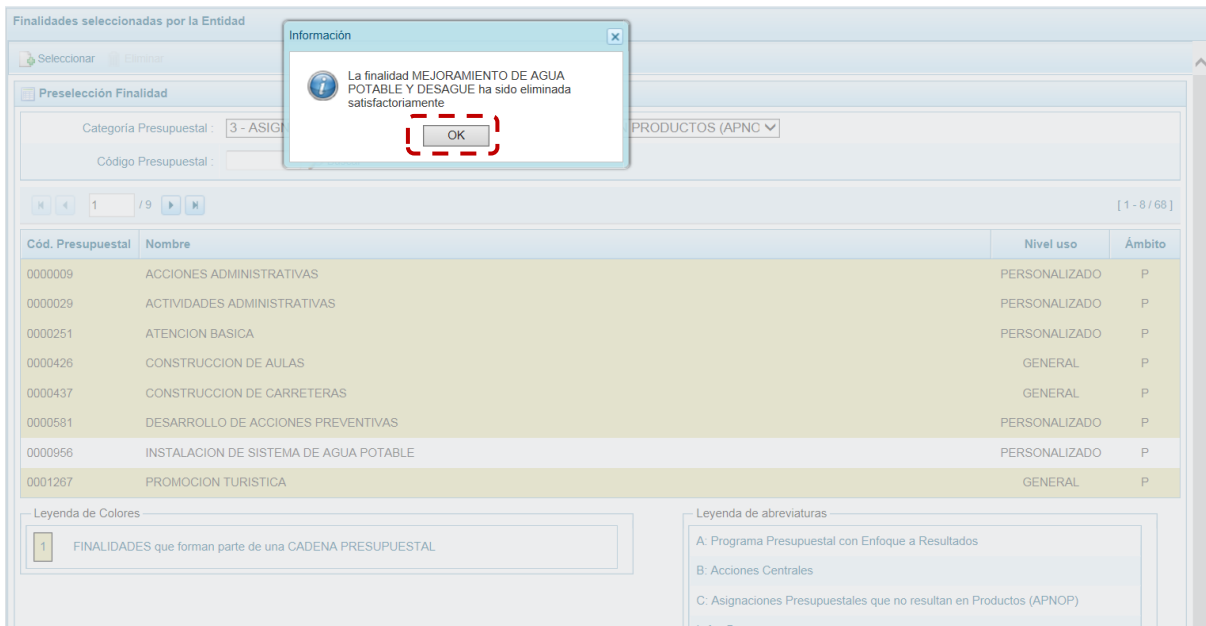 Finalidades seleccionadas por la Entidad
Información
Seleccionar Eliminar
La finalidad MEJORAMIENTO DE AGUA
POTABLE Y DESAGUE ha sido eliminada
satisfactoriamente
OK
Preselección Finalidad
Categoría Presupuestal : 3 - ASIGN PRODUCTOS (APNC
Código Presupuestal :
1 / 9 [ 1 - 8 / 68 ]
Cód. Presupuestal Nombre Nivel uso Ámbito
0000009 ACCIONES ADMINISTRATIVAS PERSONALIZADO P
0000029 ACTIVIDADES ADMINISTRATIVAS PERSONALIZADO P
0000251 ATENCION BASICA PERSONALIZADO P
0000426 CONSTRUCCION DE AULAS GENERAL P
0000437 CONSTRUCCION DE CARRETERAS GENERAL P
0000581 DESARROLLO DE ACCIONES PREVENTIVAS PERSONALIZADO P
0000956 INSTALACION DE SISTEMA DE AGUA POTABLE PERSONALIZADO P
0001267 PROMOCION TURISTICA GENERAL P
Leyenda de Colores
1 FINALIDADES que forman parte de una CADENA PRESUPUESTAL
Leyenda de abreviaturas
A: Programa Presupuestal con Enfoque a Resultados
B: Acciones Centrales
C: Asignaciones Presupuestales que no resultan en Productos (APNOP)